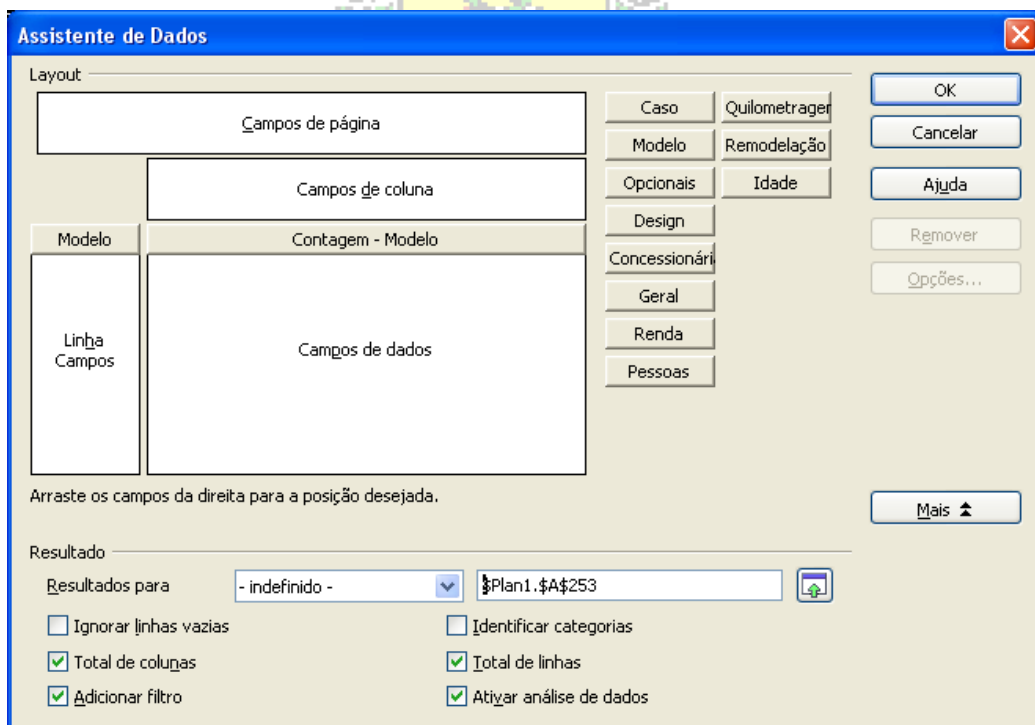 Assistente de Dados
Layout
Campos de página
Campos de coluna
Modelo
Contagem - Modelo
Linha
Campos
Campos de dados
Caso
Quilometrager
Modelo
Remodelação
Opcionais
Idade
Design
Concessionári
Geral
Renda
Pessoas
OK
Cancelar
Ajuda
Remover
Opções...
Arraste os campos da direita para a posição desejada.
Mais
Resultado
Resultados para
- indefinido -
$Plan1.$A$253
Ignorar linhas vazias
Identificar categorias
Total de colunas
Total de linhas
Adicionar filtro
Ativar análise de dados